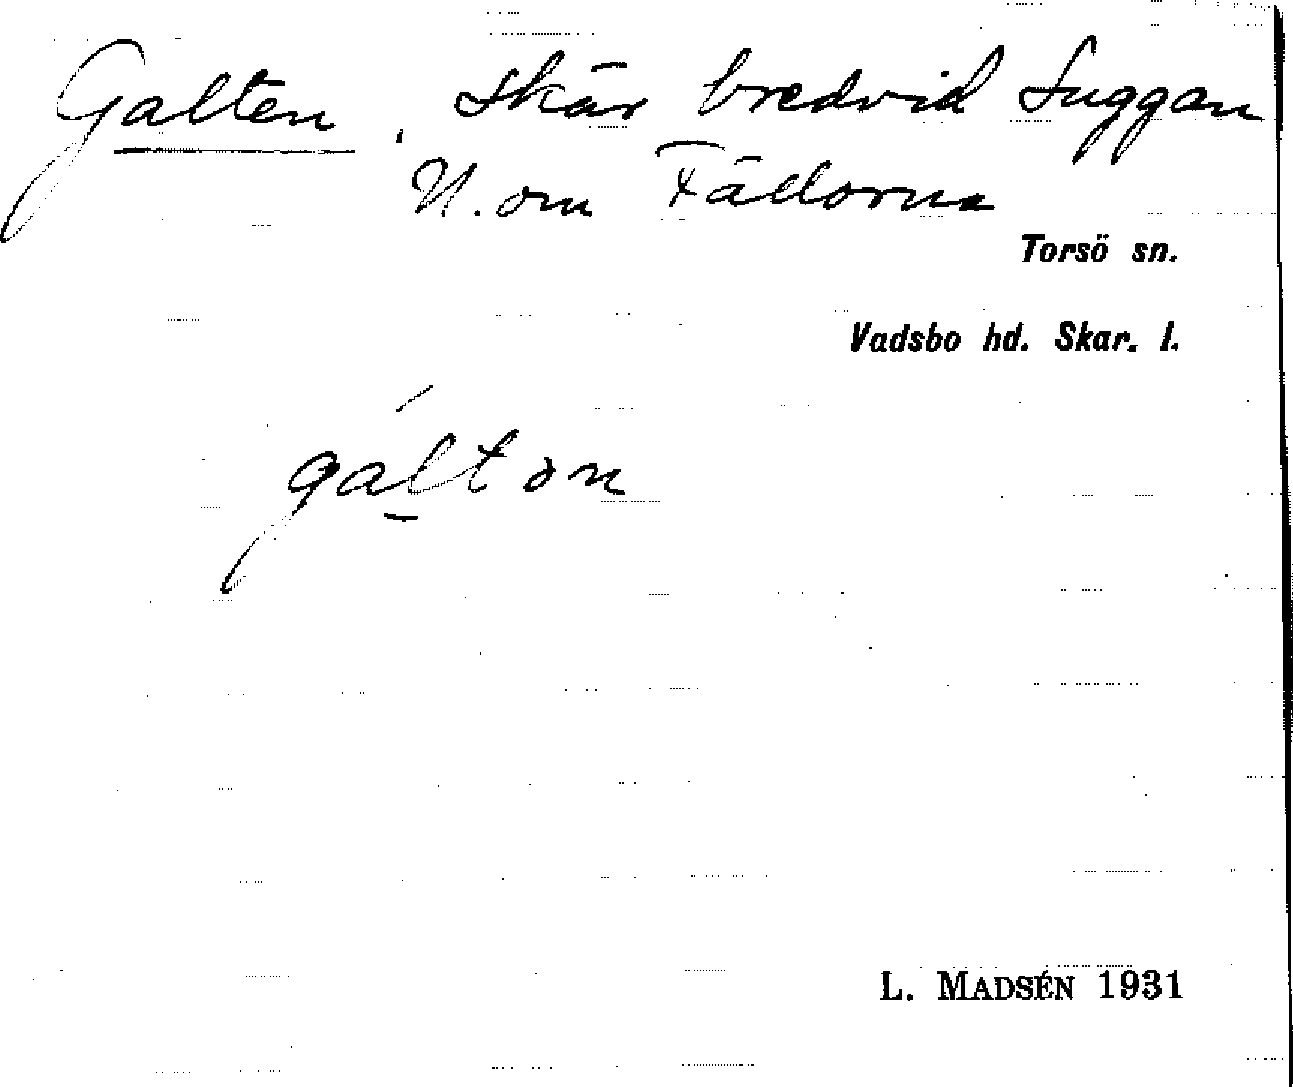 Galten, skär bredvid Suggan
N. om Fällorna
Torsö sn.
Vadsbo hd. Skar. l.
gáltən
L. MADSÉN 1931